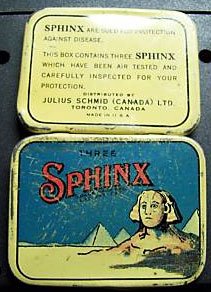 SPHINX ARE SOLD FOR PROTECTION
AGAINST DISEASE.
THIS BOX CONTAINS THREE SPHINX
WHICH HAVE BEEN AIR TESTED AND
CAREFULLY INSPECTED FOR YOUR
PROTECTION.
DISTRIBUTED BY
JULIUS SCHMID (CANADA) LTD.
TORONTO, CANADA
MADE IN U.S.A.
THREE
SPHINX